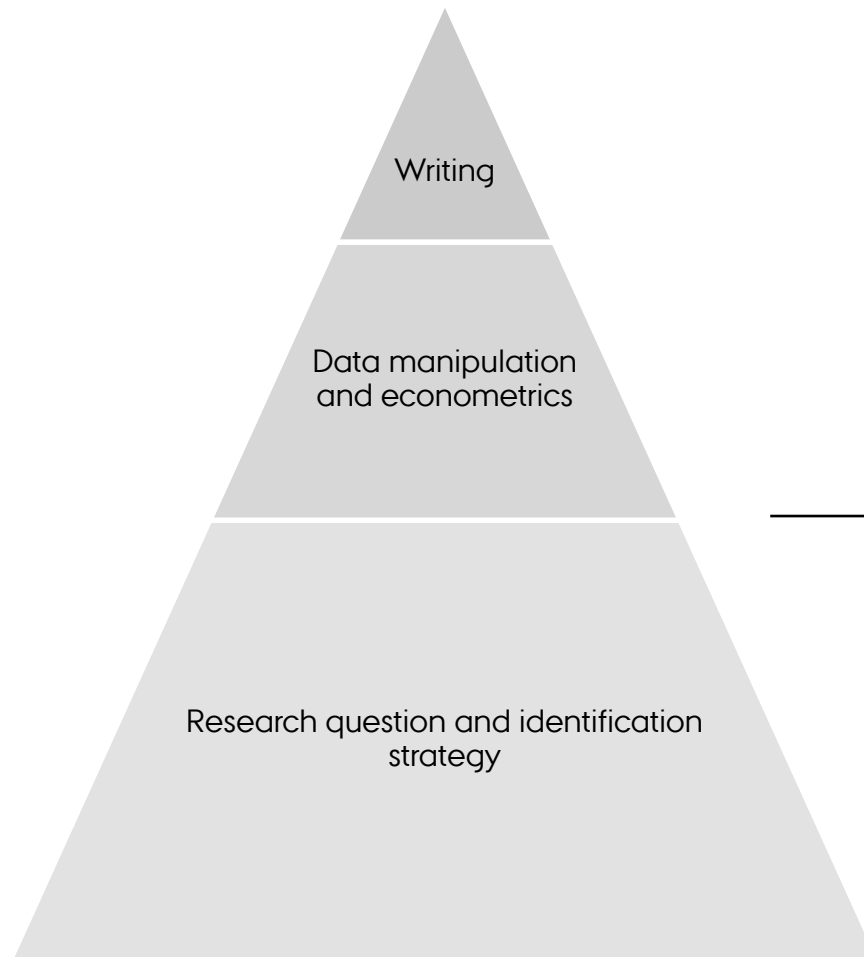 Writing
Data manipulation
and econometrics
Research question and identification
strategy